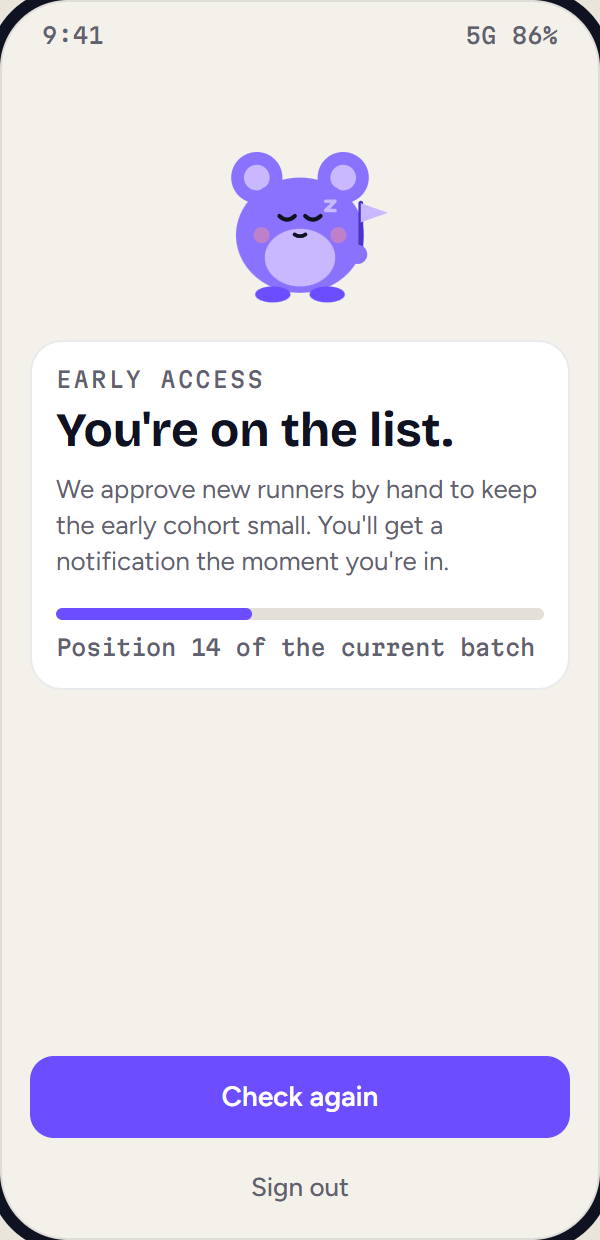 9:41
5G 86%
z
EARLY ACCESS
You're on the list.
We approve new runners by hand to keep
the early cohort small. You'll get a
notification the moment you're in.
Position 14 of the current batch
Check again
Sign out